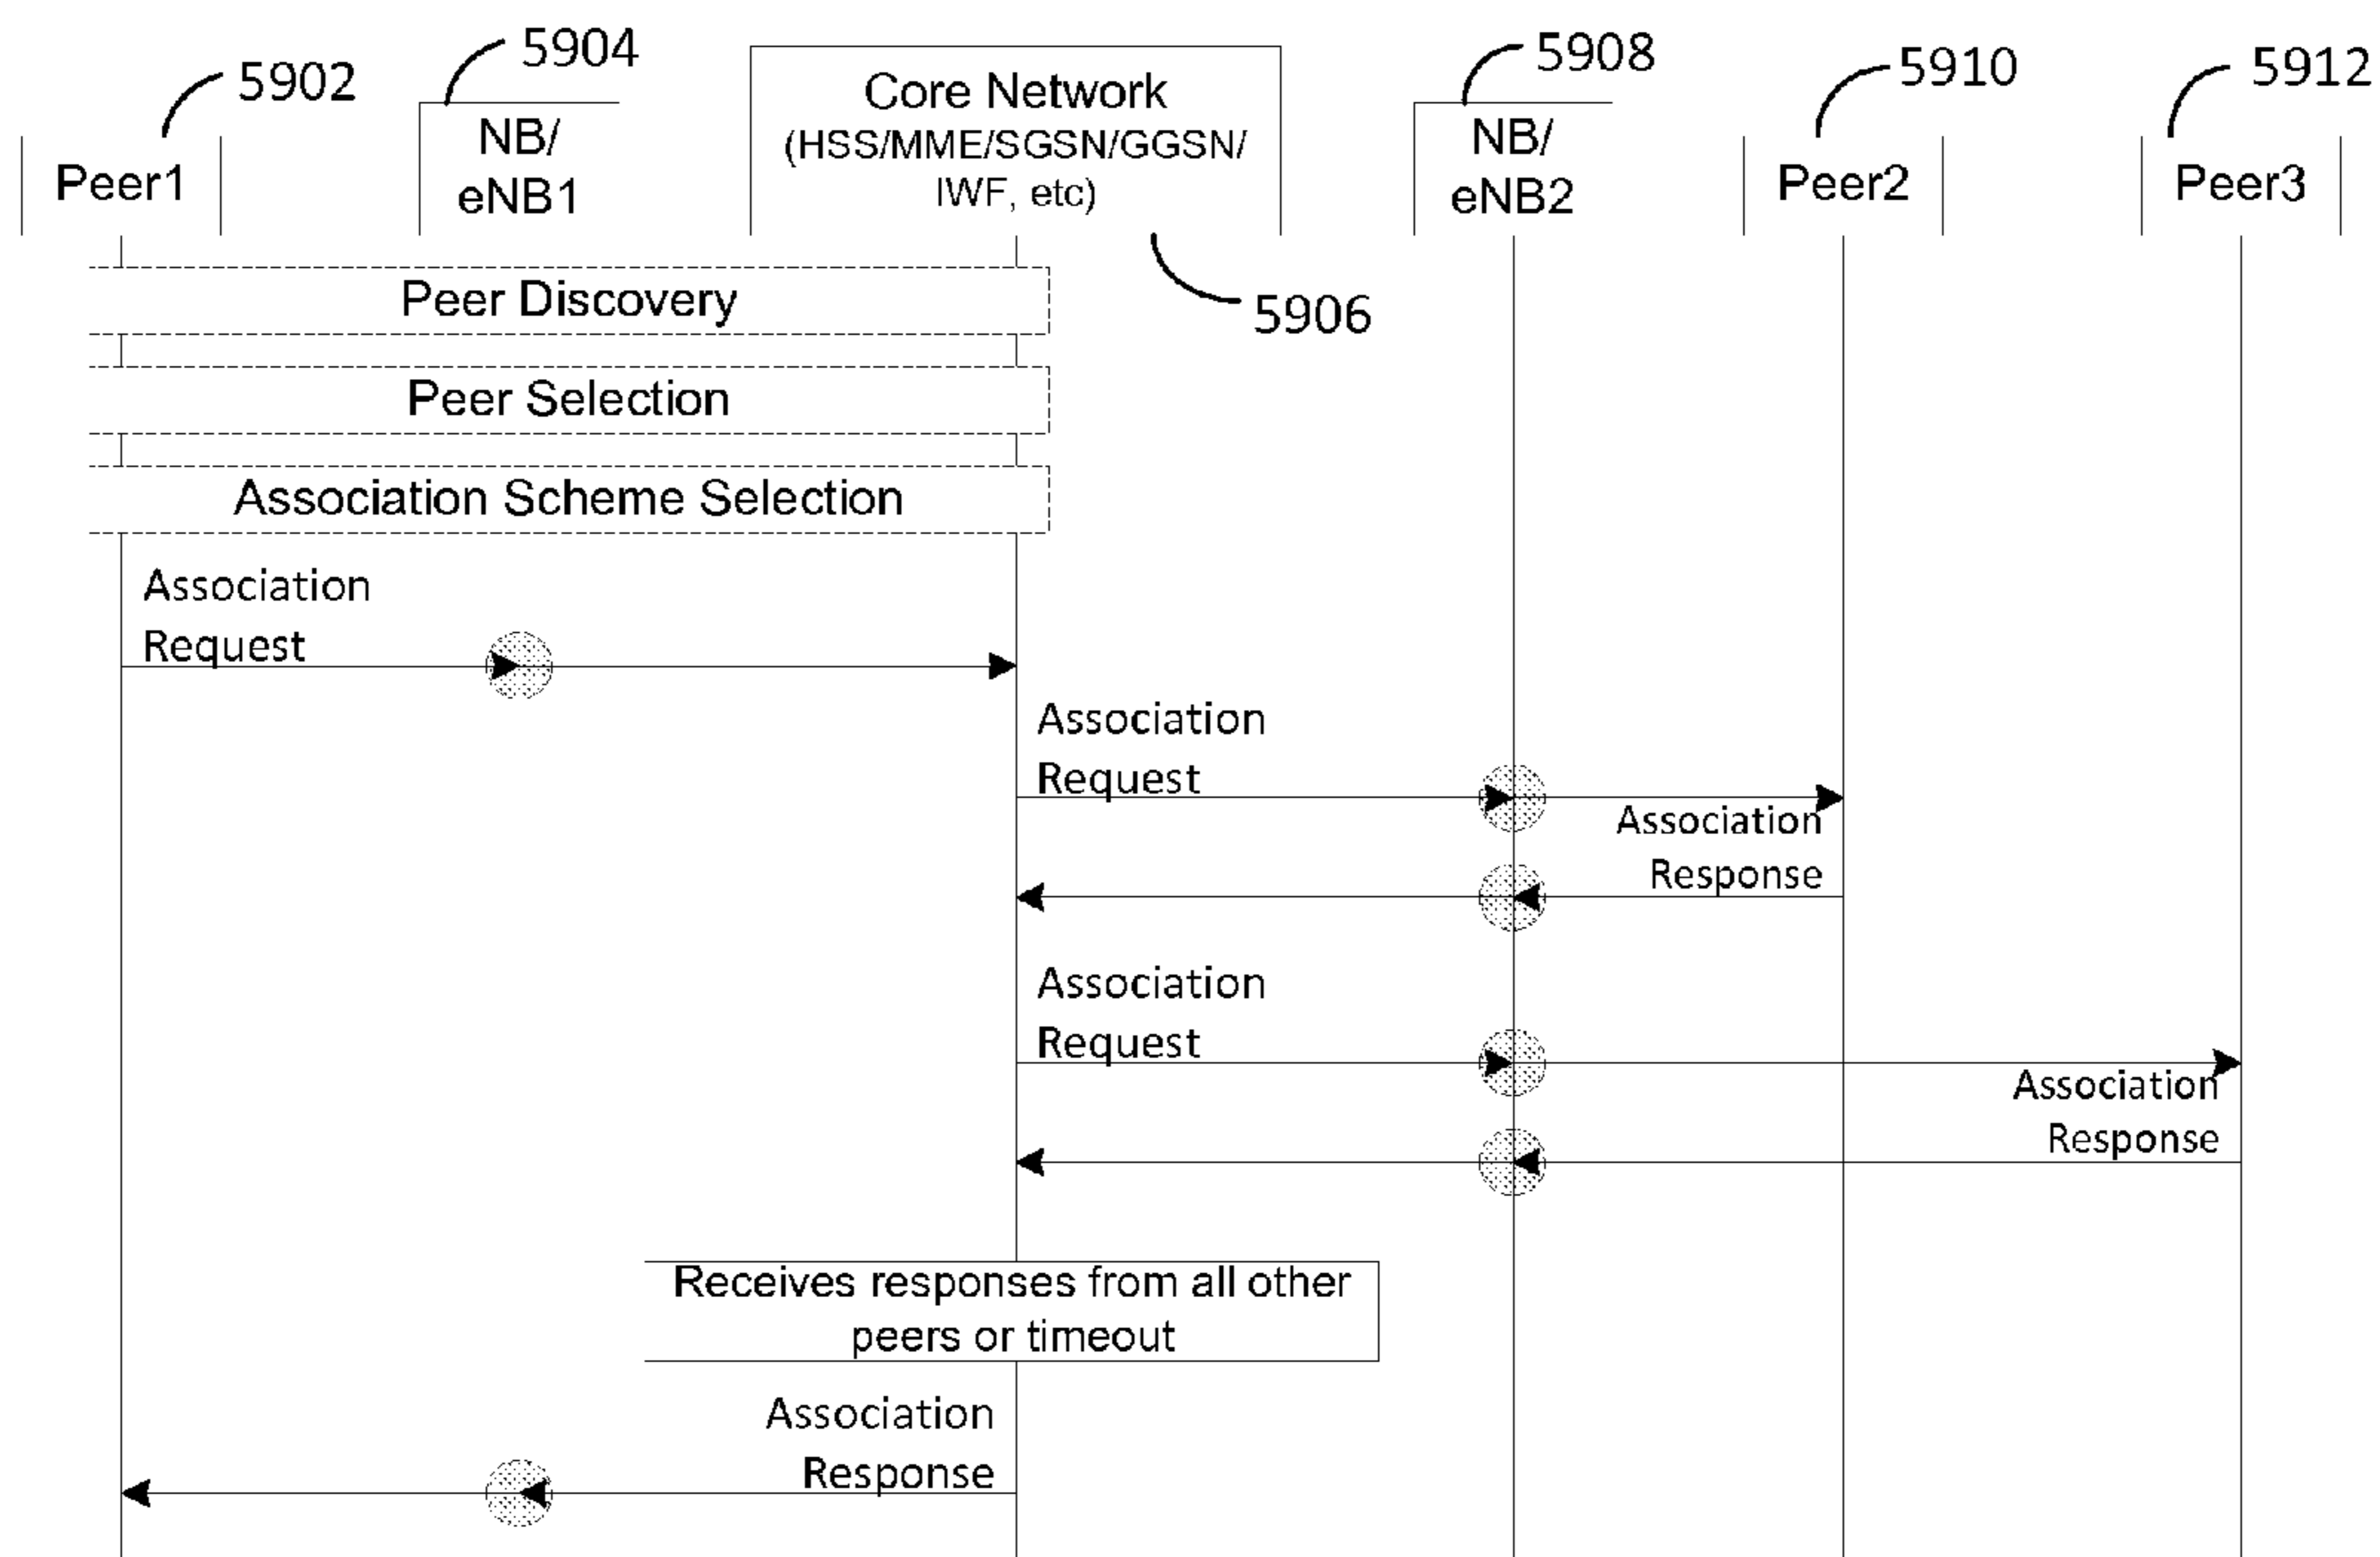 5902
5904
5908
5910
5912
Peer1
NB/
eNB1
Core Network
(HSS/MME/SGSN/GGSN/
IWF, etc)
NB/
eNB2
Peer2
Peer3
5906
Peer Discovery
Peer Selection
Association Scheme Selection
Association
Request
Association
Request
Association
Response
Association
Request
Association
Response
Receives responses from all other
peers or timeout
Association
Response